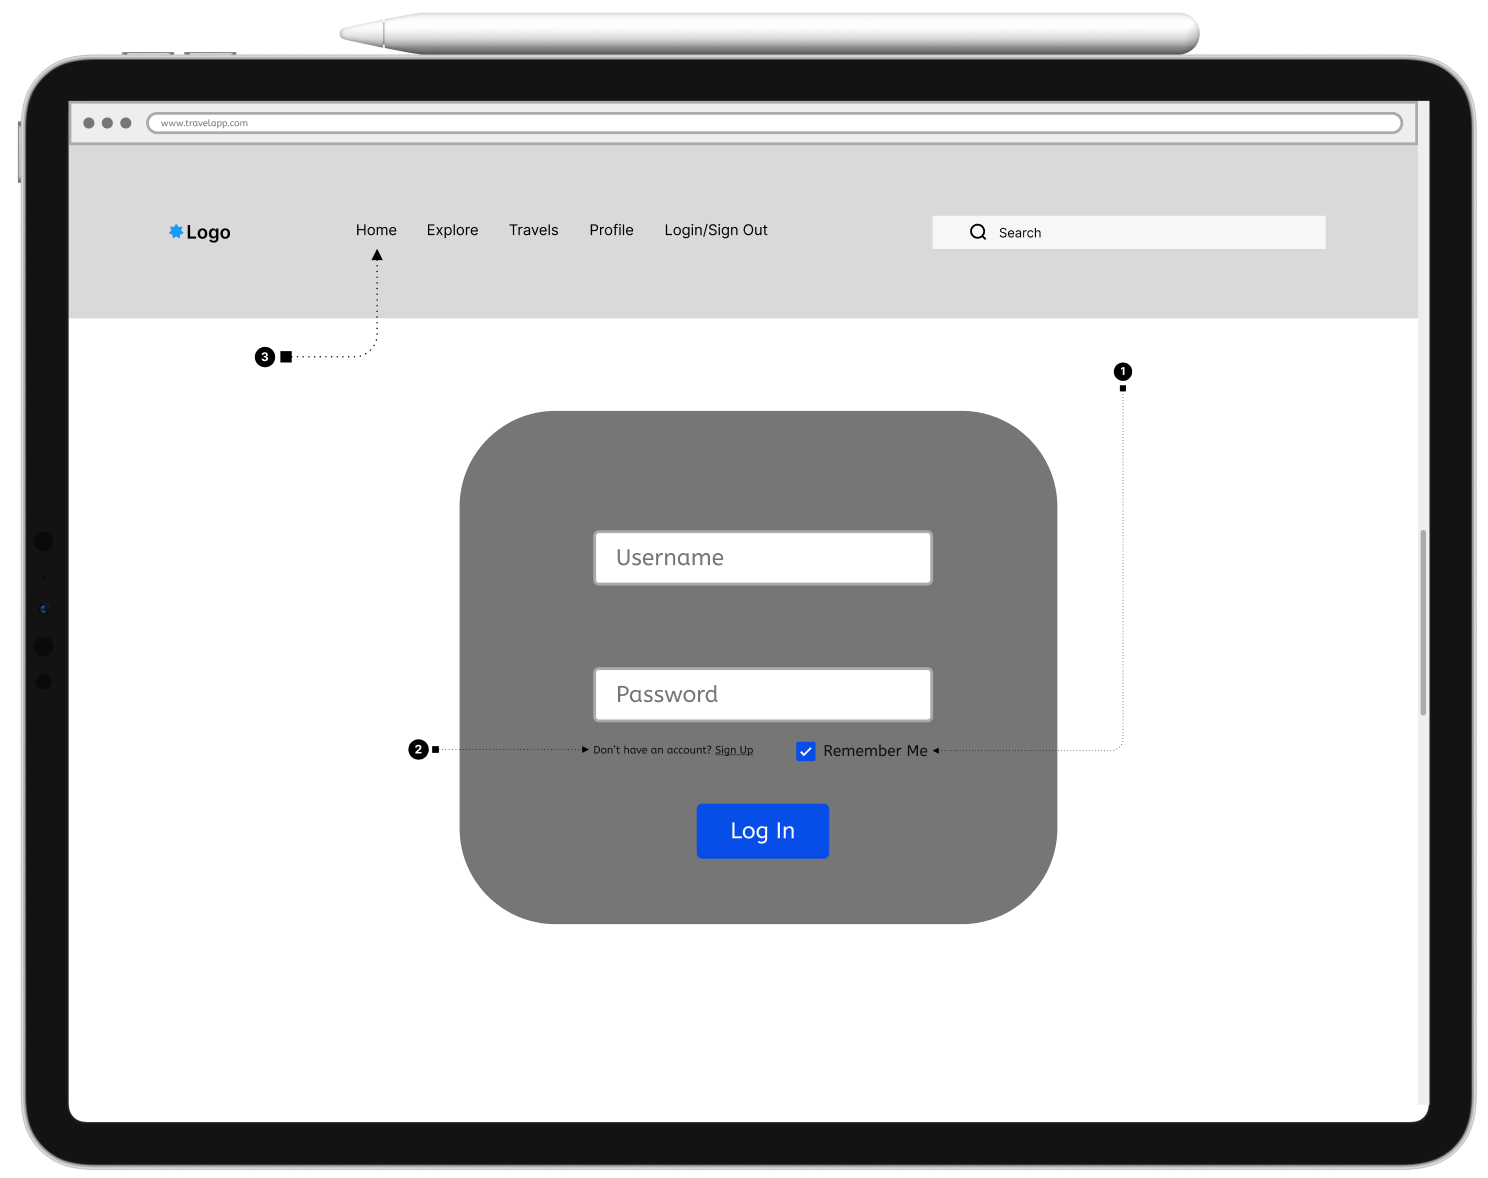 www.travelapp.com
Logo
Home Explore Travels Profile Login/Sign Out
Search
3
1
Username
Password
2
Don't have an account? Sign Up
Remember Me
Log In